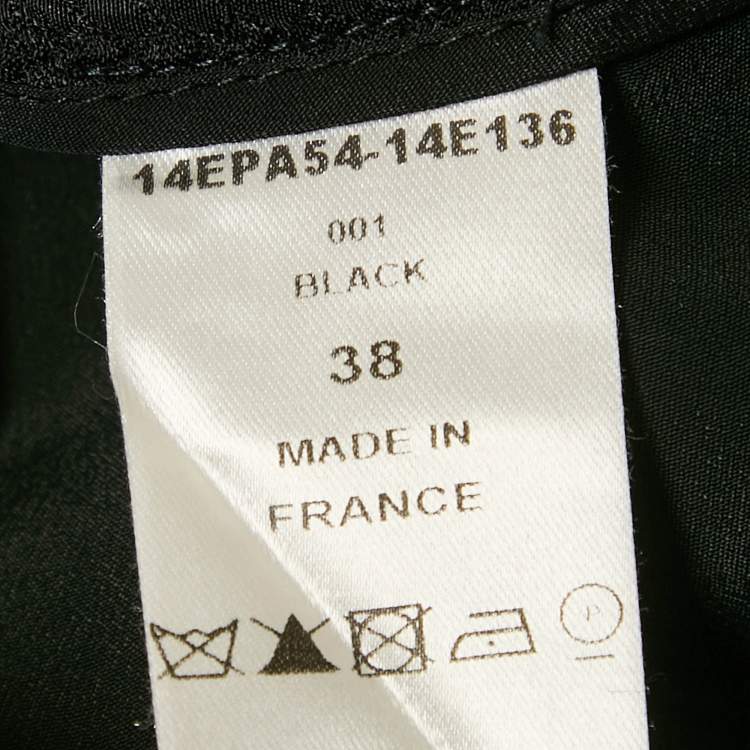 14EPA54-14E136
001
BLACK
38
MADE IN
FRANCE
P